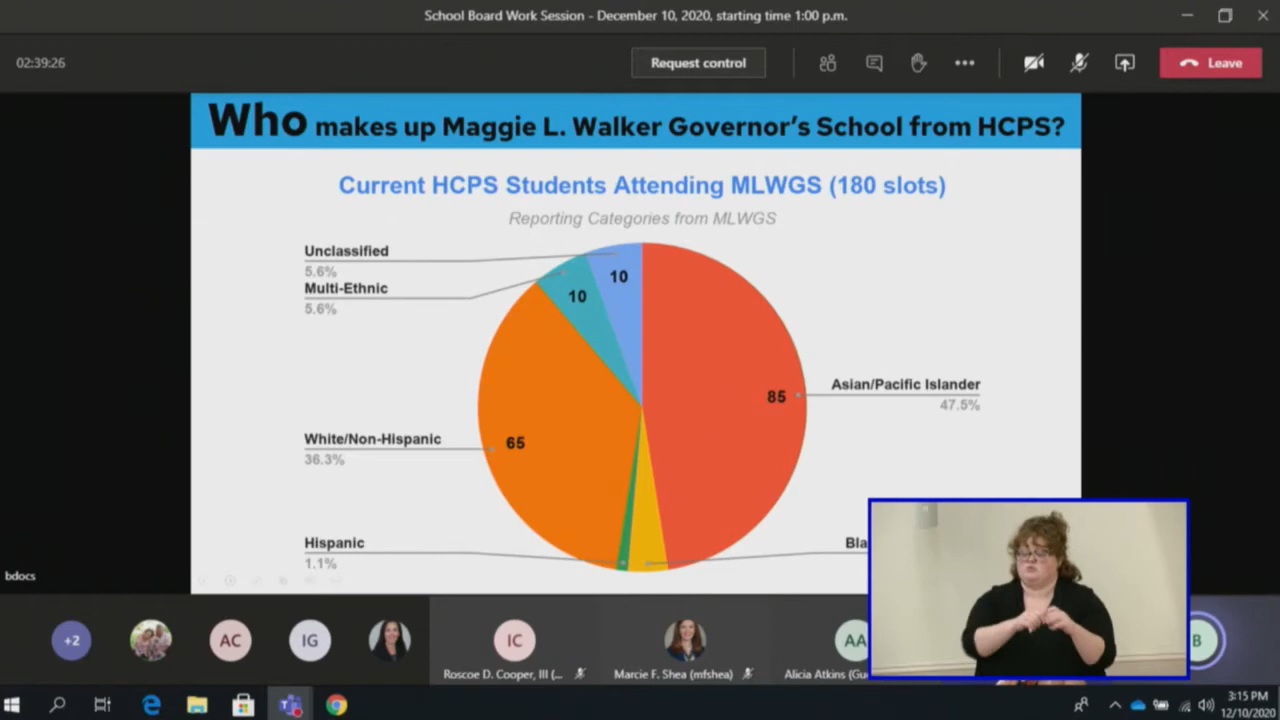 School Board Work Session - December 10, 2020, starting time 1:00 p.m.
02:39:26
Request control
Leave
Who makes up Maggie L. Walker Governor's School from HCPS?
Current HCPS Students Attending MLWGS (180 slots)
Reporting Categories from MLWGS
Unclassified
5.6%
Multi-Ethnic
5.6%
10
10
Asian/Pacific Islander
47.5%
85
White/Non-Hispanic
36.3%
65
Hispanic
1.1%
Bla
bdocs
+2
AC
IG
IC
AA
B
Roscoe D. Cooper, III (...
Marcie F. Shea (mfshea)
Alicia Atkins (Gu
3:15 PM
12/10/2020